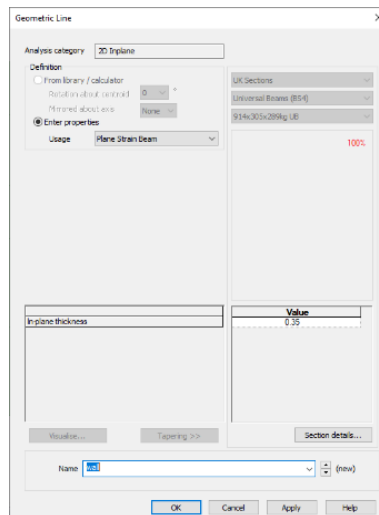 Geometric Line
Analysis category 2D Inplane
Definition
From library / calculator
Rotation about centroid 0 °
Mirrored about axis None
Enter properties
Usage Plane Strain Beam
UK Sections
Universal Beams (BS4)
914x305x289kg UB
100%
Value
In-plane thickness 0.35
Visualise... Tapering >> Section details...
Name wall (new)
OK Cancel Apply Help